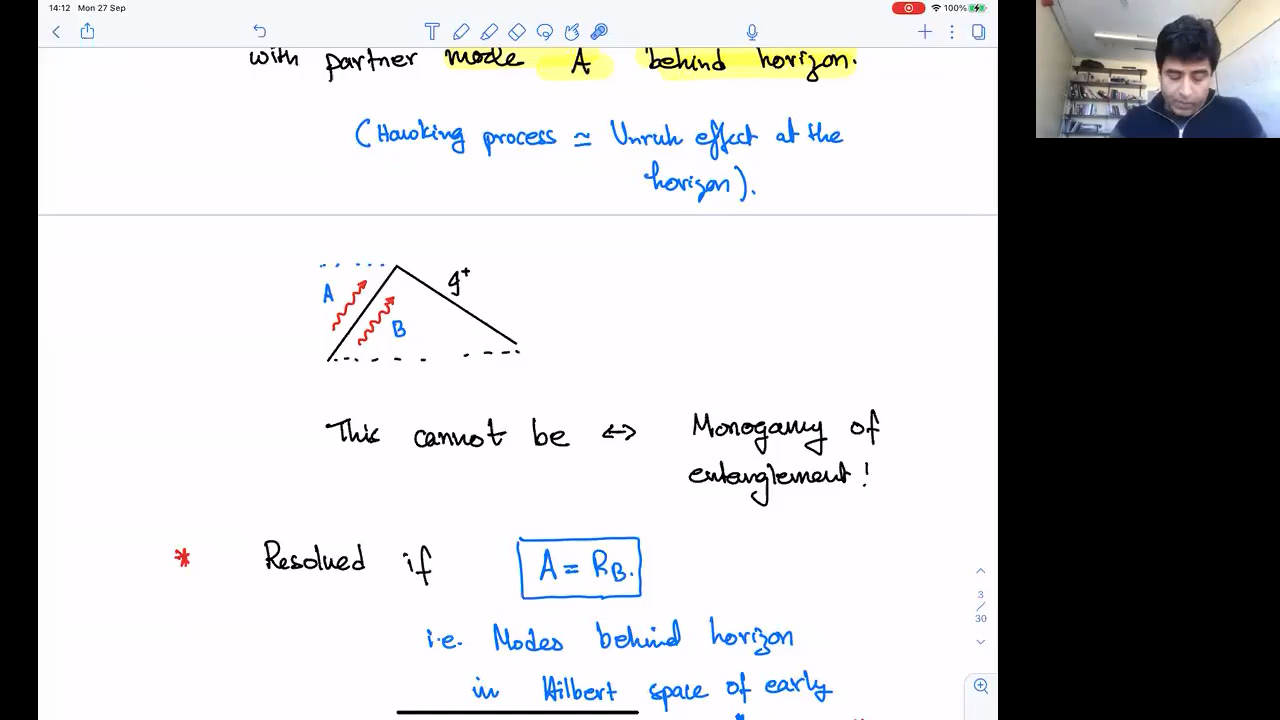 14:12 Mon 27 Sep
100%
with partner mode A behind horizon.
(Hawking process ≃ Unruh effect at the
horizon).
A
B
g⁺
This cannot be ↔ Monogamy of
entanglement!
* Resolved if A = R_B.
i.e. Modes behind horizon
in Hilbert space of early
3
/
30